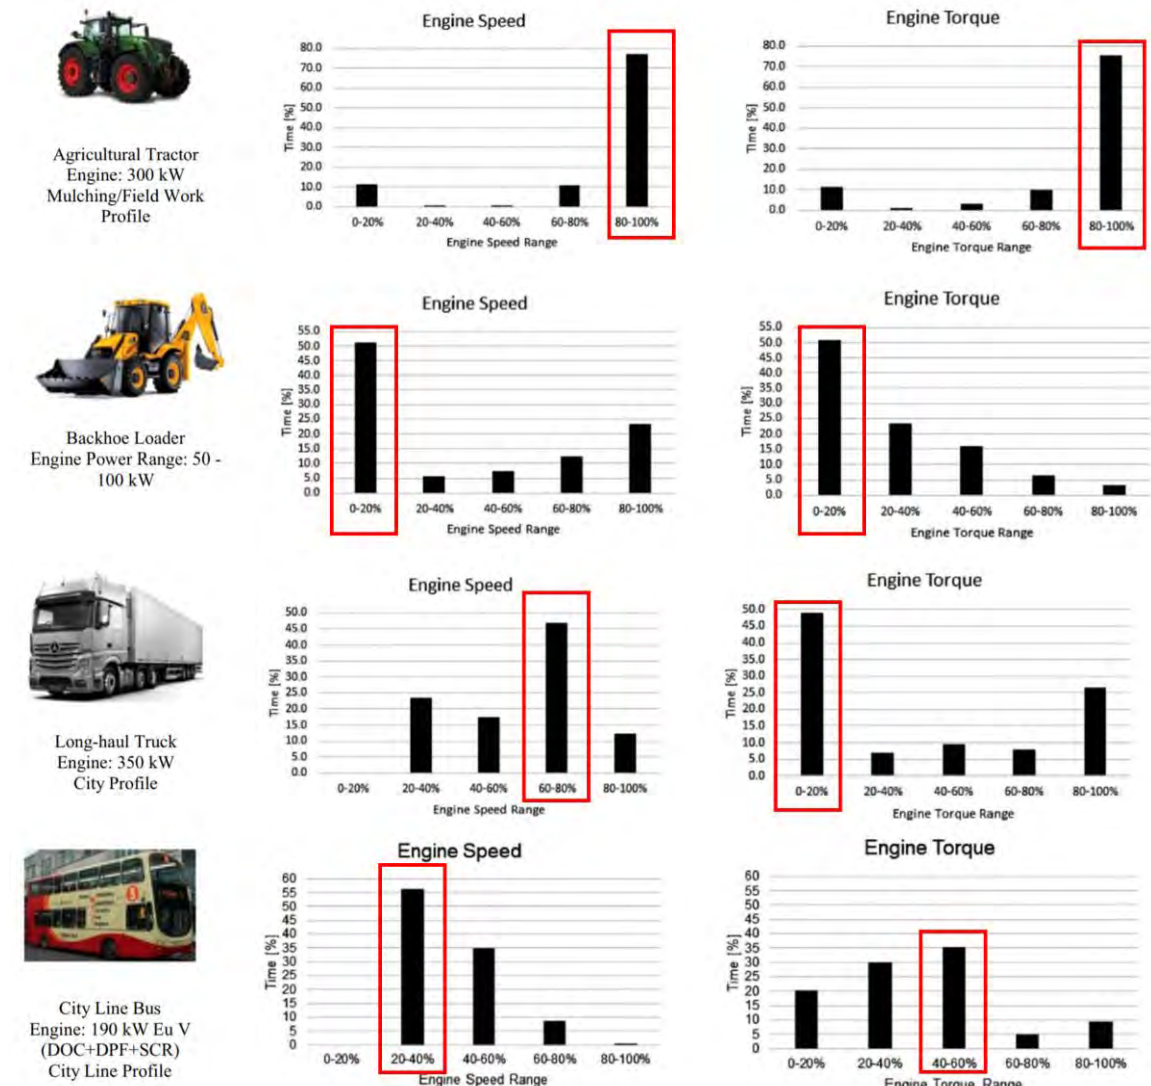 Engine Speed
80.0
70.0
60.0
50.0
40.0
30.0
20.0
10.0
0.0
Time [%]
0-20% 20-40% 40-60% 60-80% 80-100%
Engine Speed Range
Engine Torque
80.0
70.0
60.0
50.0
40.0
30.0
20.0
10.0
0.0
Time [%]
0-20% 20-40% 40-60% 60-80% 80-100%
Engine Torque Range
Agricultural Tractor
Engine: 300 kW
Mulching/Field Work
Profile
Engine Speed
55.0
50.0
45.0
40.0
35.0
30.0
25.0
20.0
15.0
10.0
5.0
0.0
Time [%]
0-20% 20-40% 40-60% 60-80% 80-100%
Engine Speed Range
Engine Torque
55.0
50.0
45.0
40.0
35.0
30.0
25.0
20.0
15.0
10.0
5.0
0.0
Time [%]
0-20% 20-40% 40-60% 60-80% 80-100%
Engine Torque Range
Backhoe Loader
Engine Power Range: 50 -
100 kW
Engine Speed
50.0
45.0
40.0
35.0
30.0
25.0
20.0
15.0
10.0
5.0
0.0
Time [%]
0-20% 20-40% 40-60% 60-80% 80-100%
Engine Speed Range
Engine Torque
50.0
45.0
40.0
35.0
30.0
25.0
20.0
15.0
10.0
5.0
0.0
Time [%]
0-20% 20-40% 40-60% 60-80% 80-100%
Engine Torque Range
Long-haul Truck
Engine: 350 kW
City Profile
Engine Speed
60
55
50
45
40
35
30
25
20
15
10
5
0
Time [%]
0-20% 20-40% 40-60% 60-80% 80-100%
Engine Speed Range
Engine Torque
60
55
50
45
40
35
30
25
20
15
10
5
0
Time [%]
0-20% 20-40% 40-60% 60-80% 80-100%
Engine Torque Range
City Line Bus
Engine: 190 kW Eu V
(DOC+DPF+SCR)
City Line Profile